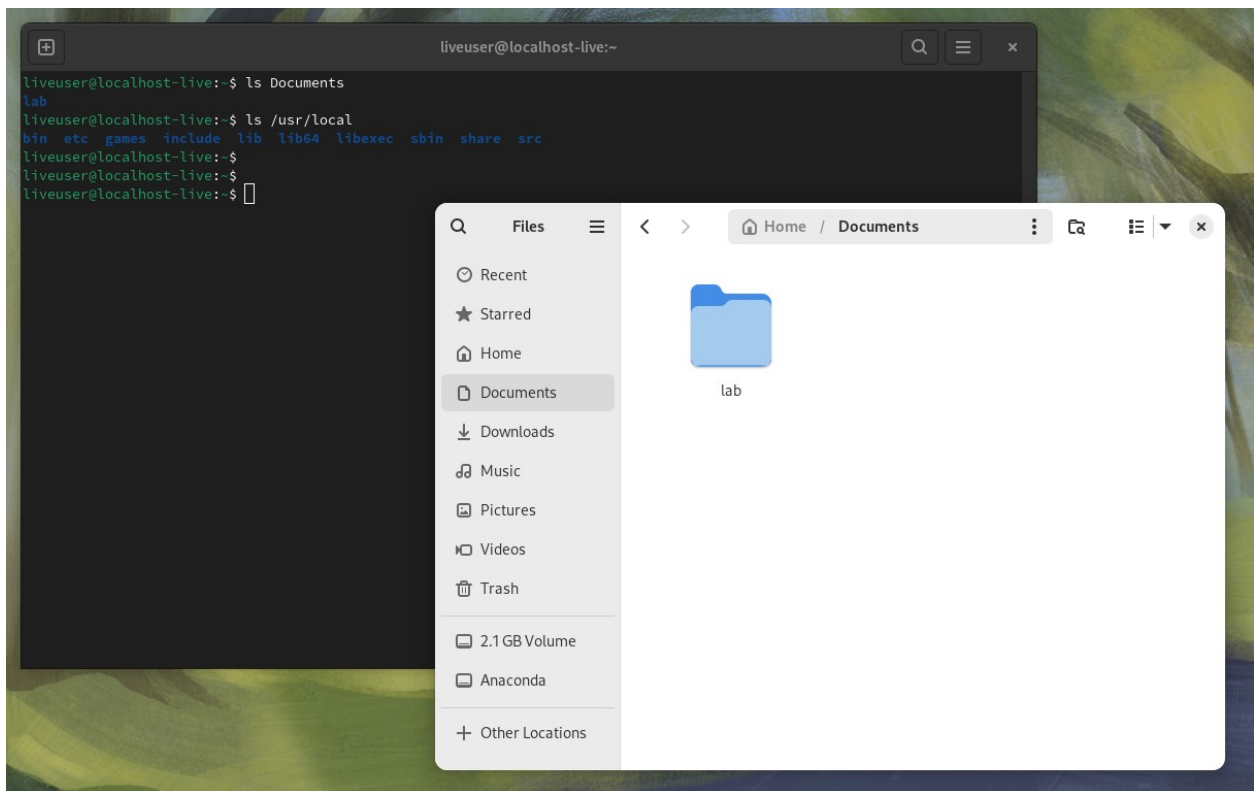 liveuser@localhost-live:~
liveuser@localhost-live:~$ ls Documents
lab
liveuser@localhost-live:~$ ls /usr/local
bin etc games include lib lib64 libexec sbin share src
liveuser@localhost-live:~$
liveuser@localhost-live:~$
liveuser@localhost-live:~$
Files
Home / Documents
Recent
Starred
Home
Documents
Downloads
Music
Pictures
Videos
Trash
2.1 GB Volume
Anaconda
Other Locations
lab